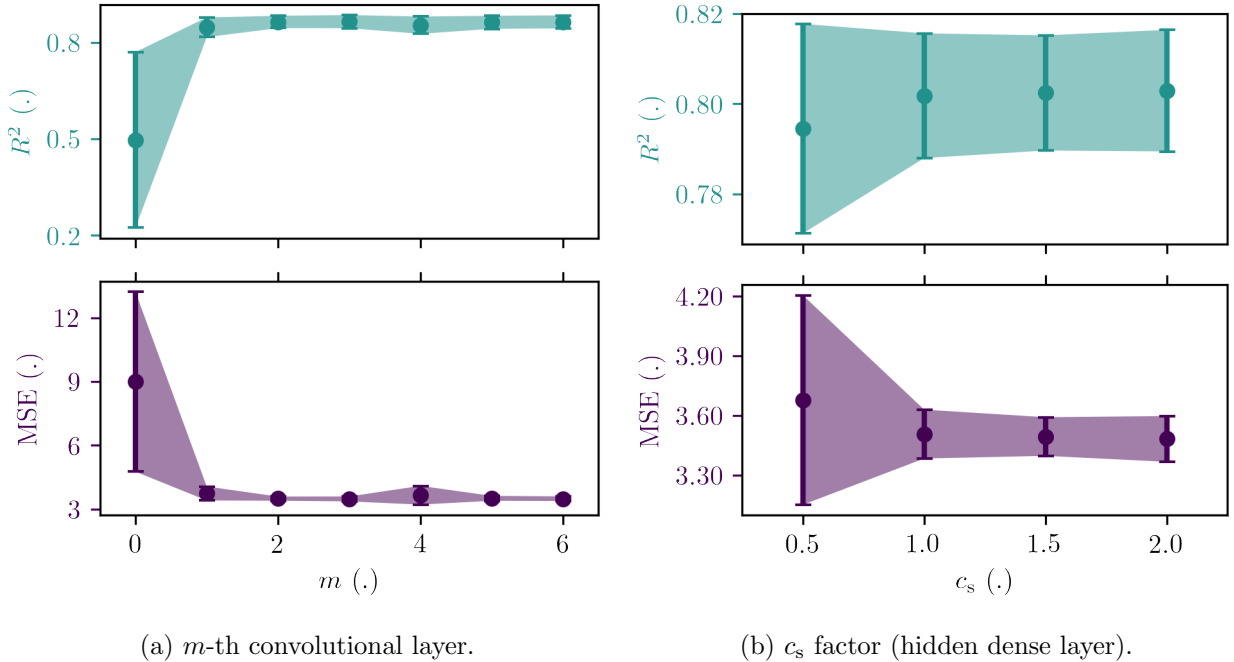 0.8
0.5
0.2
R² (.)
12
9
6
3
MSE (.)
0 2 4 6
m (.)
(a) m-th convolutional layer.
0.82
0.80
0.78
R² (.)
4.20
3.90
3.60
3.30
MSE (.)
0.5 1.0 1.5 2.0
cₛ (.)
(b) cₛ factor (hidden dense layer).